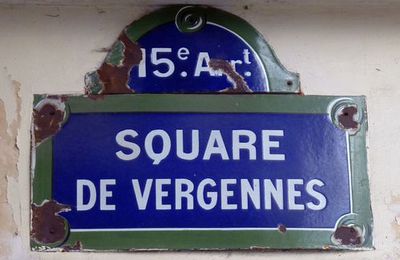 15e. Arrt.
SQUARE
DE VERGENNES